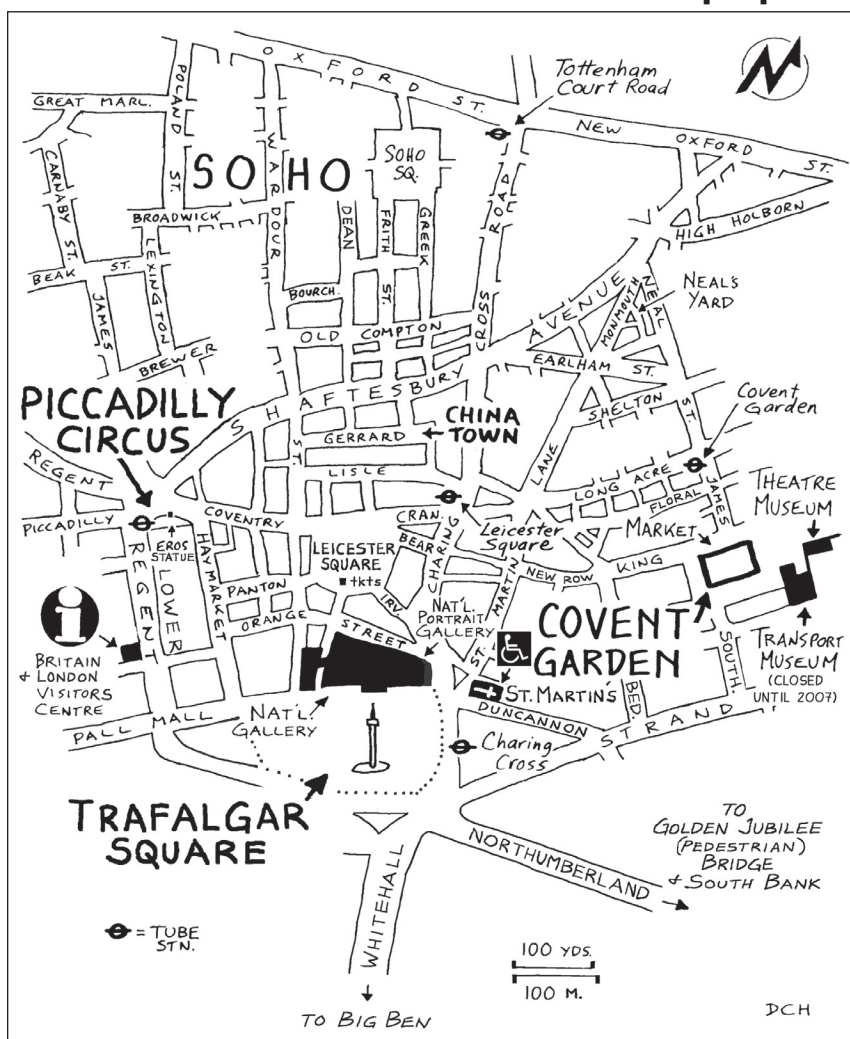 OXFORD ST.
Tottenham
Court Road
NEW OXFORD ST.
GREAT MARL.
POLAND ST.
SOHO
SOHO
SQ.
WARDOUR ST.
CARNABY ST.
BROADWICK
DEAN
FRITH ST.
GREEK
CHARING CROSS ROAD
HIGH HOLBORN
BEAK ST.
LEXINGTON
JAMES
BOURCH.
AVENUE
MONMOUTH
NEAL ST.
NEAL'S
YARD
OLD COMPTON
BREWER
EARLHAM ST.
SHAFTESBURY
SHELTON
Covent
Garden
PICCADILLY
CIRCUS
CHINA
TOWN
GERRARD
LISLE
LANE
LONG ACRE
FLORAL
JAMES
THEATRE
MUSEUM
REGENT
PICCADILLY
EROS
STATUE
COVENTRY
CRAN.
BEAR
Leicester
Square
MARKET
HAYMARKET
LEICESTER
SQUARE
tkts
ST. MARTIN
NEW ROW
KING
LOWER
REGENT
PANTON
ORANGE STREET
IRV.
NAT'L.
PORTRAIT
GALLERY
COVENT
GARDEN
TRANSPORT
MUSEUM
(CLOSED
UNTIL 2007)
i
BRITAIN
& LONDON
VISITORS
CENTRE
ST. MARTIN'S
BED.
SOUTH.
PALL MALL
NAT'L.
GALLERY
DUNCANNON
STRAND
Charing
Cross
TRAFALGAR
SQUARE
NORTHUMBERLAND
TO
GOLDEN JUBILEE
(PEDESTRIAN)
BRIDGE
& SOUTH BANK
WHITEHALL
= TUBE
STN.
100 YDS.
100 M.
TO BIG BEN
DCH